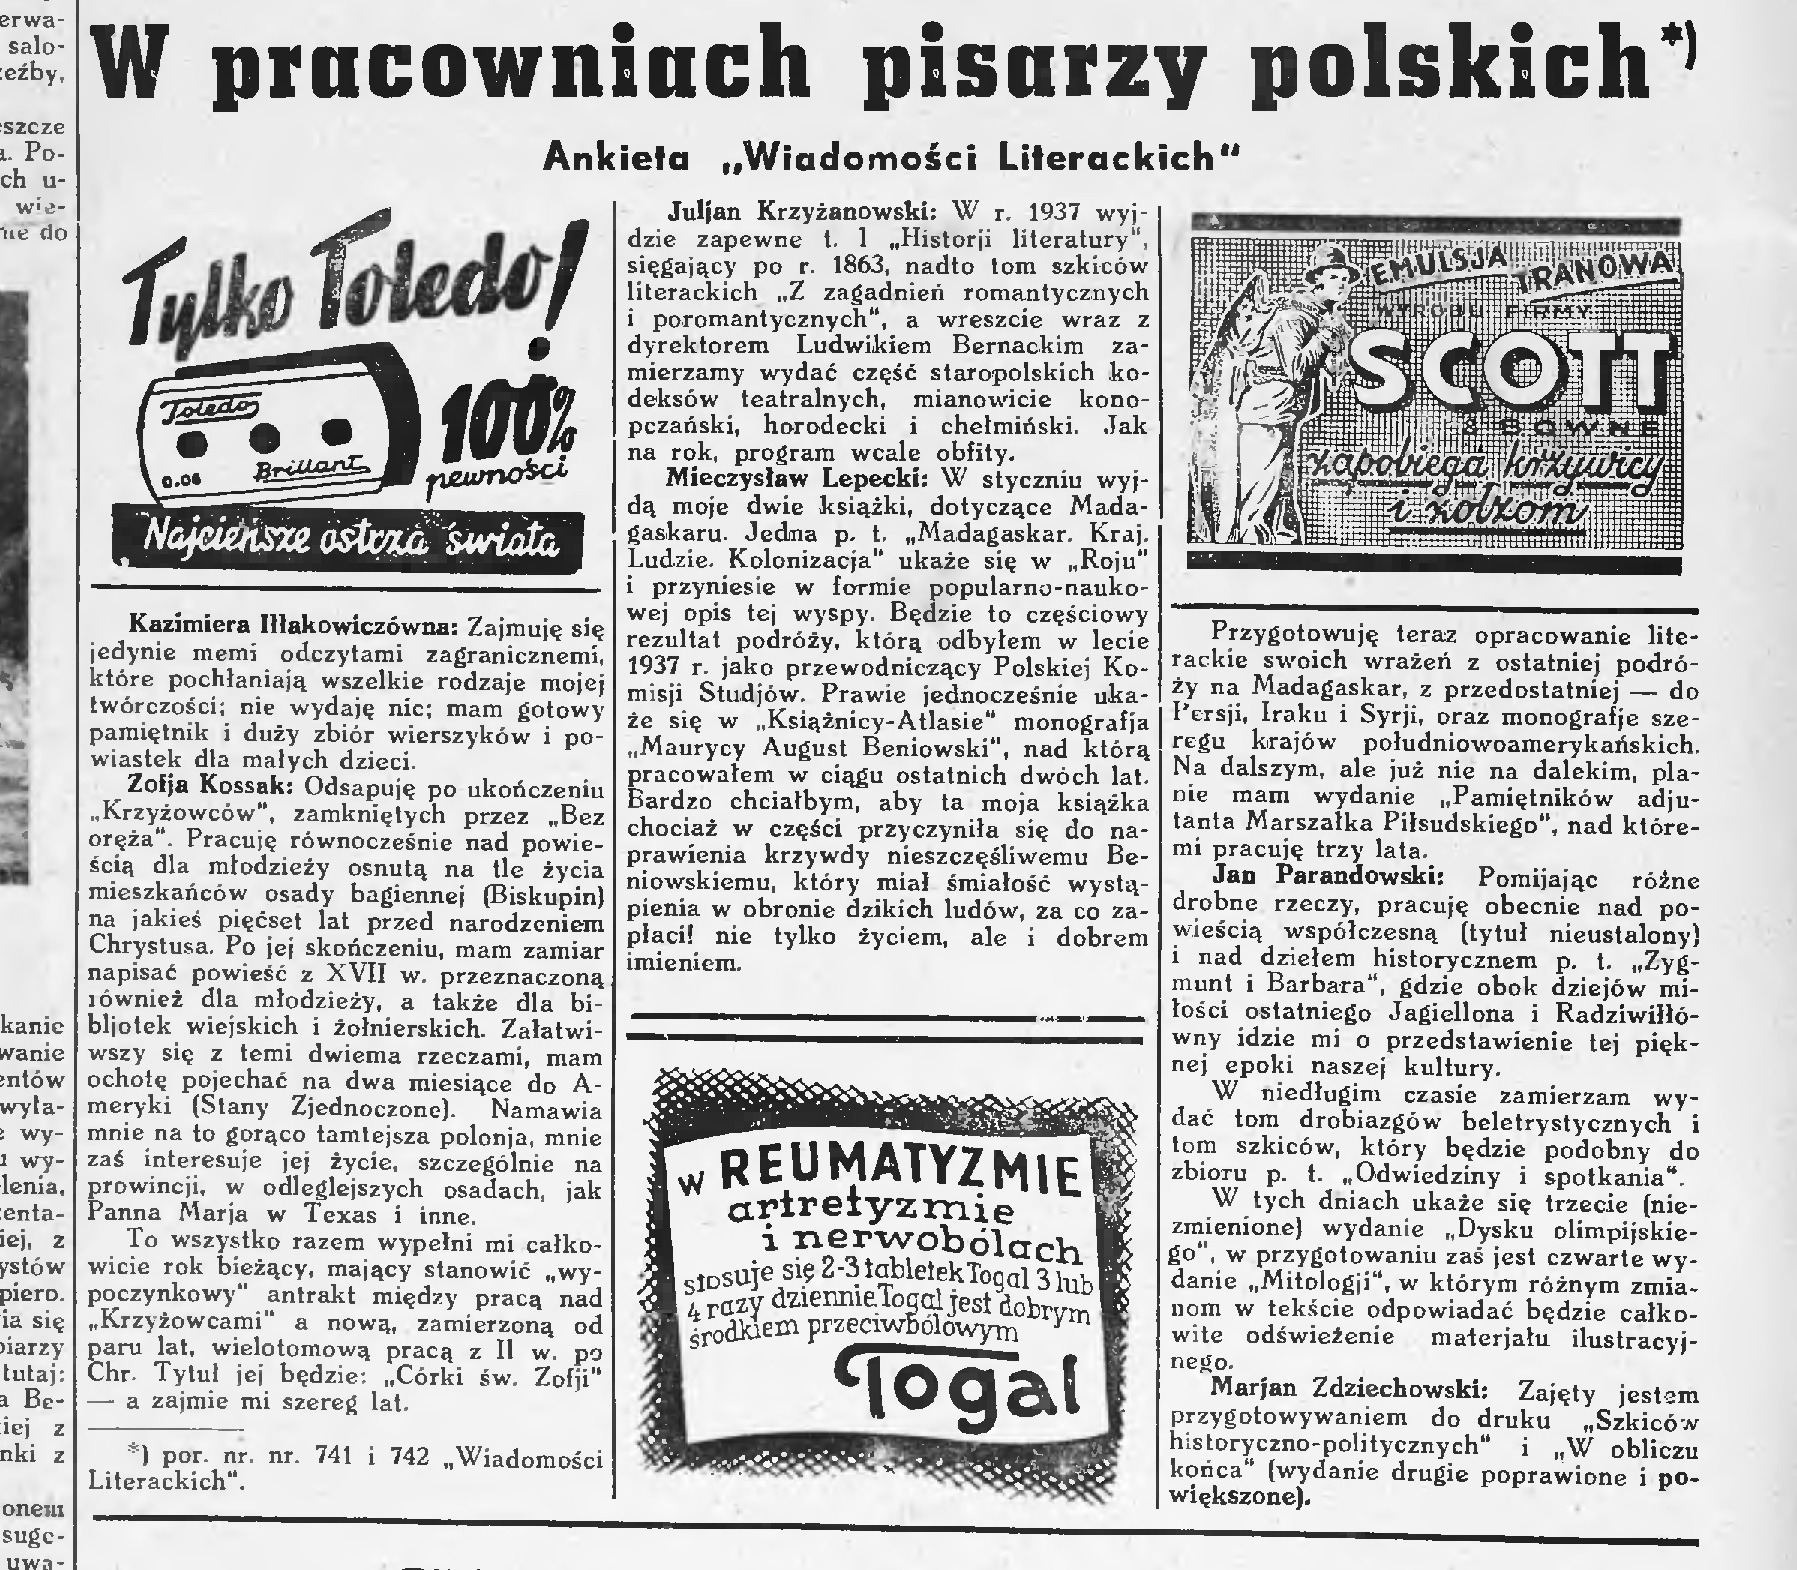 W pracowniach pisarzy polskich*)
Ankieta „Wiadomości Literackich"
Tylko Toledo!
Toledo
0.06
Brillant
100%
pewności
Najcieńsze ostrza świata
Kazimiera Iłłakowiczówna: Zajmuję się
jedynie memi odczytami zagranicznemi,
które pochłaniają wszelkie rodzaje mojej
twórczości; nie wydaję nic; mam gotowy
pamiętnik i duży zbiór wierszyków i po-
wiastek dla małych dzieci.
Zofja Kossak: Odsapuję po ukończeniu
„Krzyżowców", zamkniętych przez „Bez
oręża". Pracuję równocześnie nad powie-
ścią dla młodzieży osnutą na tle życia
mieszkańców osady bagiennej (Biskupin)
na jakieś pięćset lat przed narodzeniem
Chrystusa. Po jej skończeniu, mam zamiar
napisać powieść z XVII w. przeznaczoną
również dla młodzieży, a także dla bi-
bljotek wiejskich i żołnierskich. Załatwi-
wszy się z temi dwiema rzeczami, mam
ochotę pojechać na dwa miesiące do A-
meryki (Stany Zjednoczone). Namawia
mnie na to gorąco tamtejsza polonja, mnie
zaś interesuje jej życie, szczególnie na
prowincji, w odleglejszych osadach, jak
Panna Marja w Texas i inne.
To wszystko razem wypełni mi całko-
wicie rok bieżący, mający stanowić „wy-
poczynkowy" antrakt między pracą nad
„Krzyżowcami" a nową, zamierzoną od
paru lat, wielotomową pracą z II w. po
Chr. Tytuł jej będzie: „Córki św. Zofji"
— a zajmie mi szereg lat.
*) por. nr. nr. 741 i 742 „Wiadomości
Literackich".
Juljan Krzyżanowski: W r. 1937 wyj-
dzie zapewne t. 1 „Historji literatury",
sięgający po r. 1863, nadto tom szkiców
literackich „Z zagadnień romantycznych
i poromantycznych", a wreszcie wraz z
dyrektorem Ludwikiem Bernackim za-
mierzamy wydać część staropolskich ko-
deksów teatralnych, mianowicie kono-
pczański, horodecki i chełmiński. Jak
na rok, program wcale obfity.
Mieczysław Lepecki: W styczniu wyj-
dą moje dwie książki, dotyczące Mada-
gaskaru. Jedna p. t. „Madagaskar. Kraj.
Ludzie. Kolonizacja" ukaże się w „Roju"
i przyniesie w formie popularno-nauko-
wej opis tej wyspy. Będzie to częściowy
rezultat podróży, którą odbyłem w lecie
1937 r. jako przewodniczący Polskiej Ko-
misji Studjów. Prawie jednocześnie uka-
że się w „Książnicy-Atlasie" monografja
„Maurycy August Beniowski", nad którą
pracowałem w ciągu ostatnich dwóch lat.
Bardzo chciałbym, aby ta moja książka
chociaż w części przyczyniła się do na-
prawienia krzywdy nieszczęśliwemu Be-
niowskiemu, który miał śmiałość wystą-
pienia w obronie dzikich ludów, za co za-
płacił nie tylko życiem, ale i dobrem
imieniem.
w REUMATYZMIE
artretyzmie
i nerwobólach
stosuje się 2-3 tabletek Togal 3 lub
4 razy dziennie. Togal jest dobrym
środkiem przeciwbólowym
Togal
EMULSJA TRANOWA
WYROBU FIRMY
SCOTT
& BOWNE
zapobiega krzywicy
i zołzom
Przygotowuję teraz opracowanie lite-
rackie swoich wrażeń z ostatniej podró-
ży na Madagaskar, z przedostatniej — do
Persji, Iraku i Syrji, oraz monografje sze-
regu krajów południowoamerykańskich.
Na dalszym, ale już nie na dalekim, pla-
nie mam wydanie „Pamiętników adju-
tanta Marszałka Piłsudskiego", nad które-
mi pracuję trzy lata.
Jan Parandowski: Pomijając różne
drobne rzeczy, pracuję obecnie nad po-
wieścią współczesną (tytuł nieustalony)
i nad dziełem historycznem p. t. „Zyg-
munt i Barbara", gdzie obok dziejów mi-
łości ostatniego Jagiellona i Radziwiłłó-
wny idzie mi o przedstawienie tej pięk-
nej epoki naszej kultury.
W niedługim czasie zamierzam wy-
dać tom drobiazgów beletrystycznych i
tom szkiców, który będzie podobny do
zbioru p. t. „Odwiedziny i spotkania".
W tych dniach ukaże się trzecie (nie-
zmienione) wydanie „Dysku olimpijskie-
go", w przygotowaniu zaś jest czwarte wy-
danie „Mitologji", w którym różnym zmia-
nom w tekście odpowiadać będzie całko-
wite odświeżenie materjału ilustracyj-
nego.
Marjan Zdziechowski: Zajęty jestem
przygotowywaniem do druku „Szkiców
historyczno-politycznych" i „W obliczu
końca" (wydanie drugie poprawione i po-
większone).